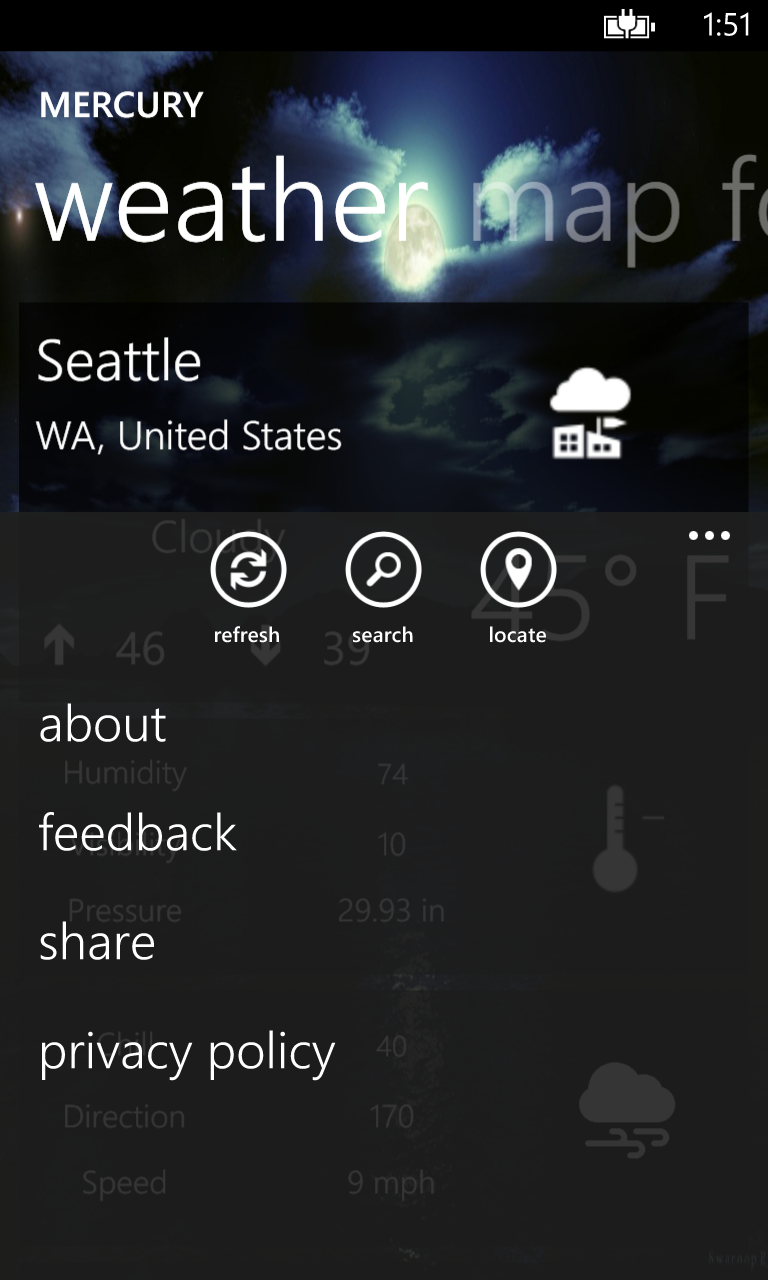 1:51
MERCURY
weather map fo
Seattle
WA, United States
Cloudy
45° F
refresh search locate
46 39
about
Humidity 74
feedback
Visibility 10
Pressure 29.93 in
share
Chill 40
privacy policy
Direction 170
Speed 9 mph